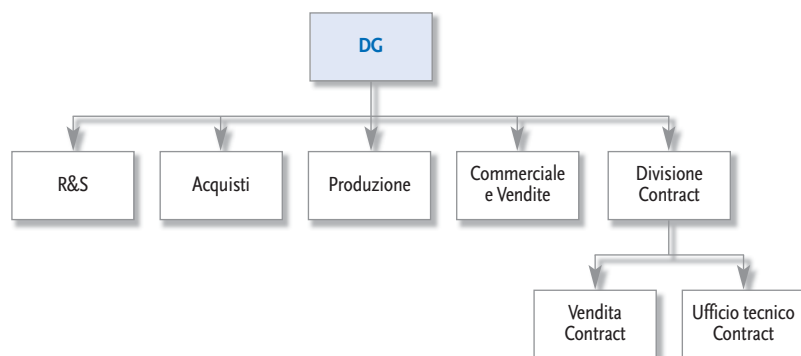 DG
R&S
Acquisti
Produzione
Commerciale
e Vendite
Divisione
Contract
Vendita
Contract
Ufficio tecnico
Contract